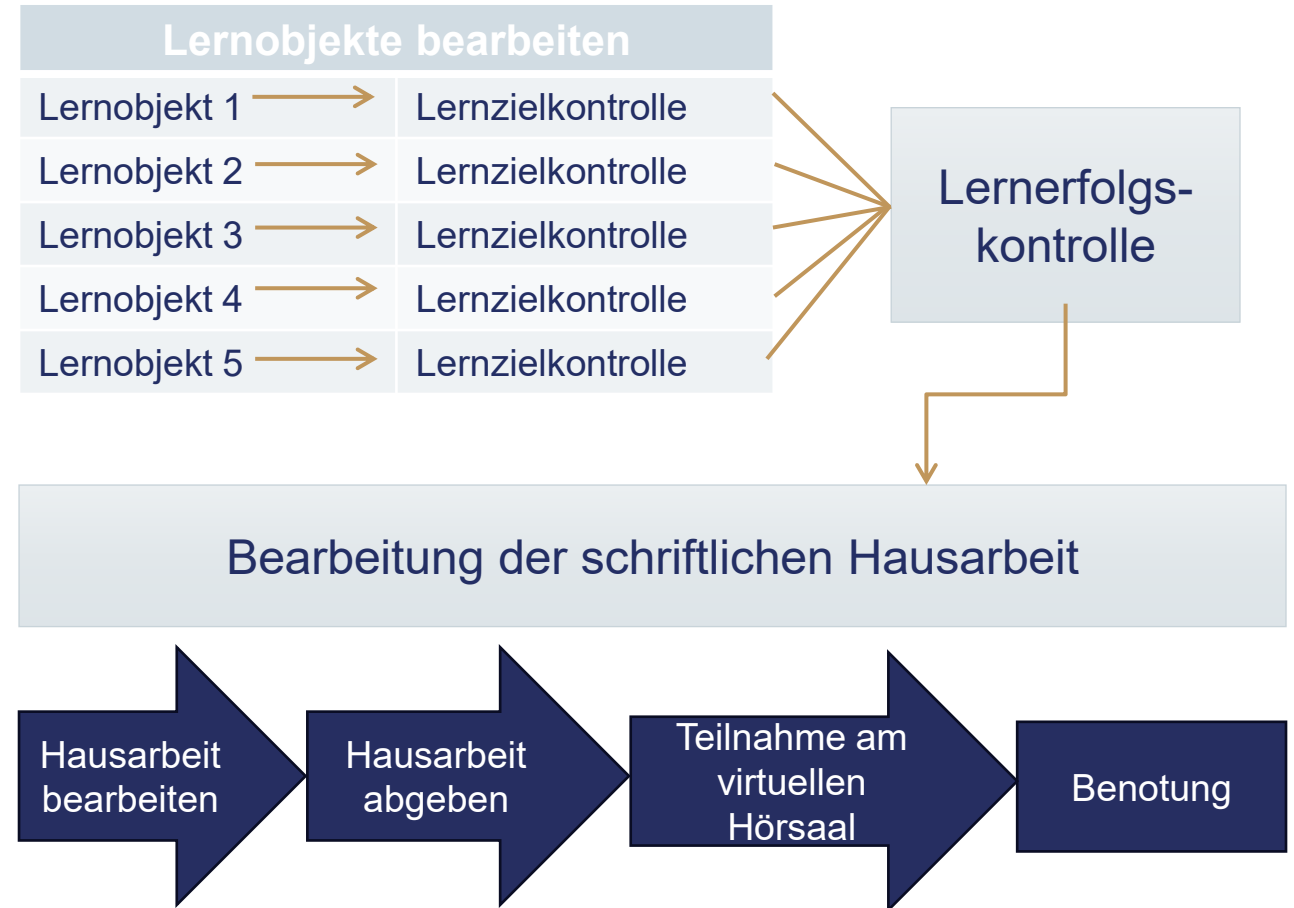 Lernobjekte bearbeiten
Lernobjekt 1 Lernzielkontrolle
Lernobjekt 2 Lernzielkontrolle
Lernobjekt 3 Lernzielkontrolle
Lernobjekt 4 Lernzielkontrolle
Lernobjekt 5 Lernzielkontrolle
Lernerfolgs-
kontrolle
Bearbeitung der schriftlichen Hausarbeit
Hausarbeit
bearbeiten
Hausarbeit
abgeben
Teilnahme am
virtuellen
Hörsaal
Benotung